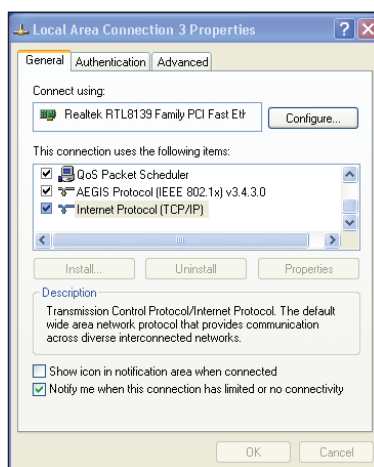 Local Area Connection 3 Properties
General Authentication Advanced
Connect using:
Realtek RTL8139 Family PCI Fast Eth
Configure...
This connection uses the following items:
QoS Packet Scheduler
AEGIS Protocol (IEEE 802.1x) v3.4.3.0
Internet Protocol (TCP/IP)
Install... Uninstall Properties
Description
Transmission Control Protocol/Internet Protocol. The default
wide area network protocol that provides communication
across diverse interconnected networks.
Show icon in notification area when connected
Notify me when this connection has limited or no connectivity
OK Cancel